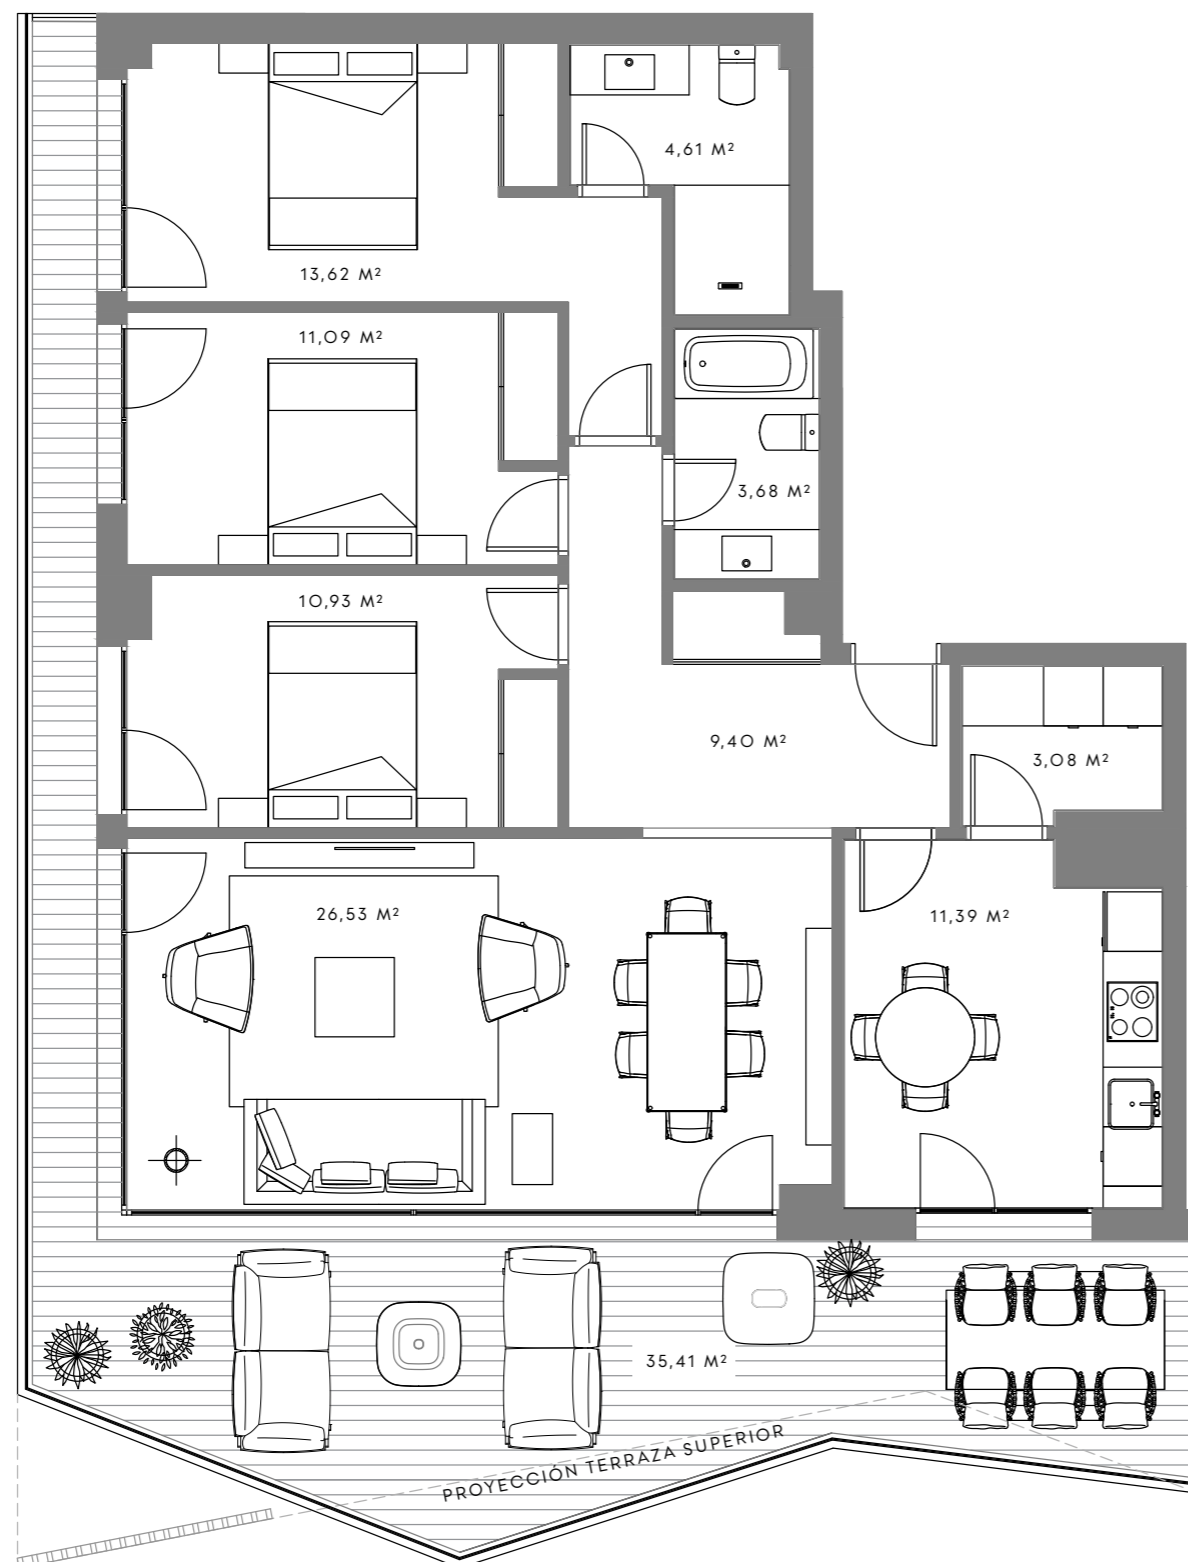 4,61 M²
13,62 M²
11,09 M²
3,68 M²
10,93 M²
9,40 M²
3,08 M²
26,53 M²
11,39 M²
35,41 M²
PROYECCIÓN TERRAZA SUPERIOR